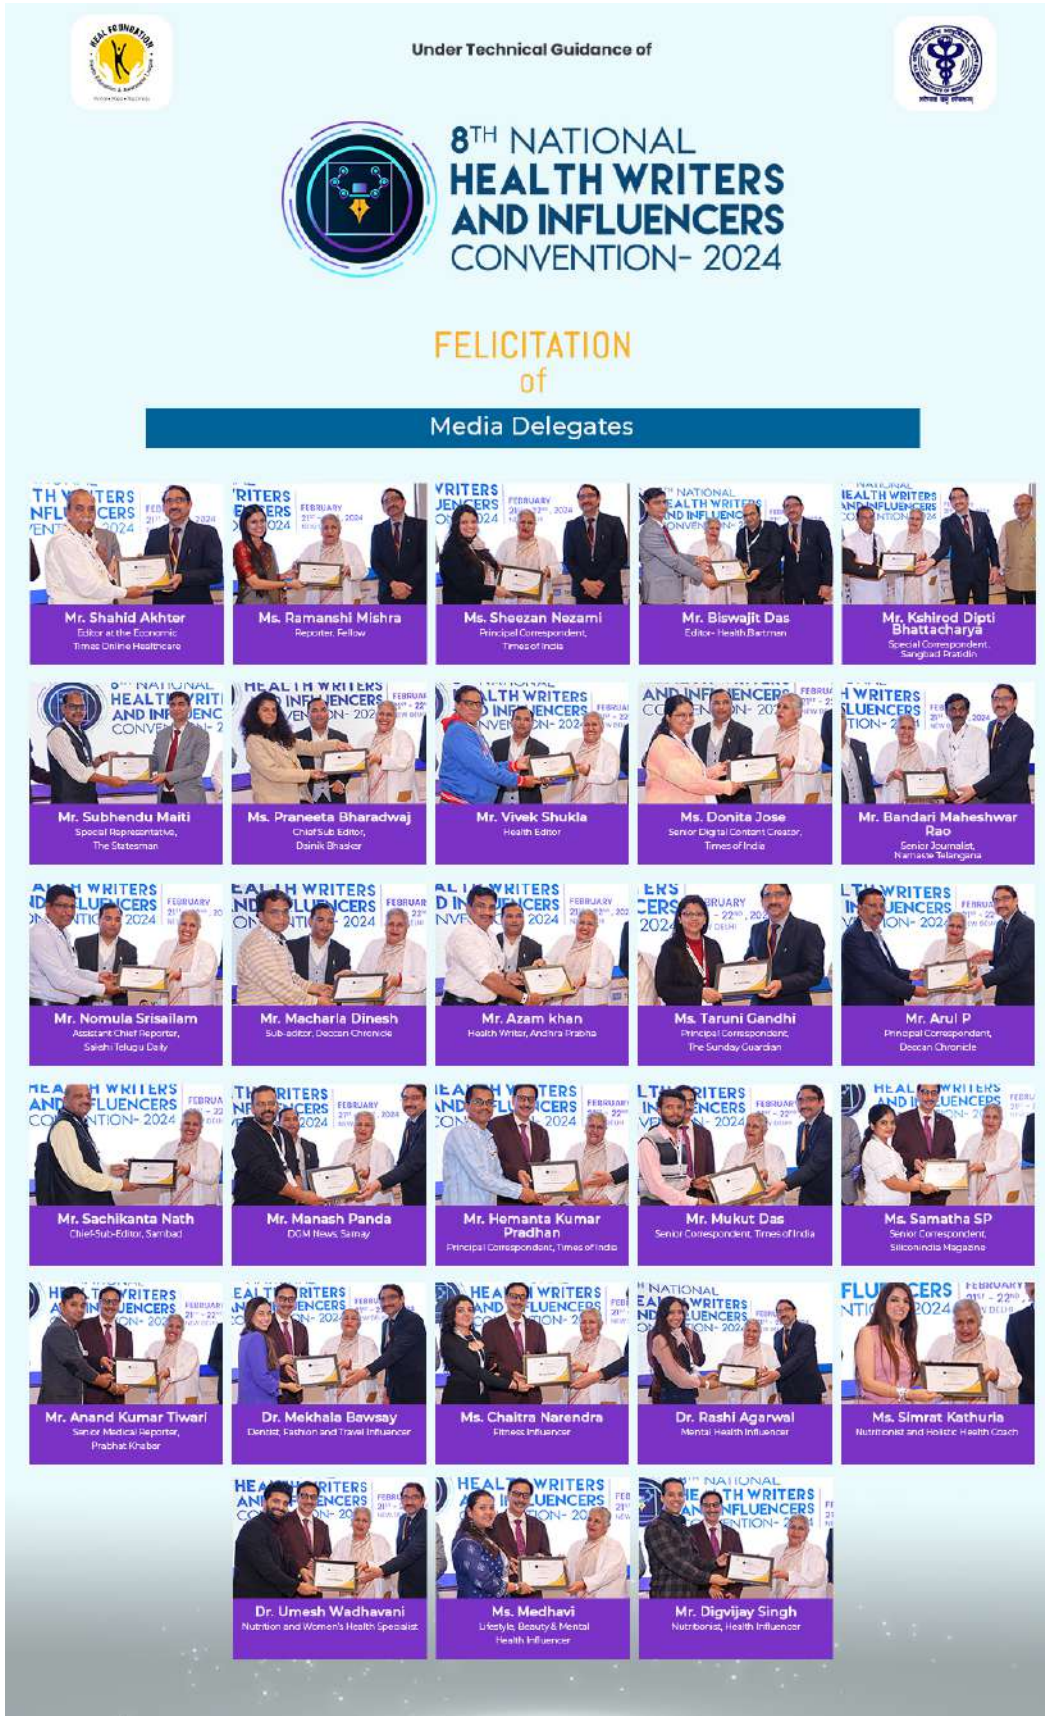 HEAL FOUNDATION
Under Technical Guidance of
8TH NATIONAL
HEALTH WRITERS
AND INFLUENCERS
CONVENTION- 2024
FELICITATION
of
Media Delegates
Mr. Shahid Akhter
Editor at the Economic
Times Online Healthcare
Ms. Ramanshi Mishra
Reporter, Fellow
Ms. Sheezan Nezami
Principal Correspondent,
Times of India
Mr. Biswajit Das
Editor- Health,Bartman
Mr. Kshirod Dipti
Bhattacharya
Special Correspondent,
Sangbad Pratidin
Mr. Subhendu Maiti
Special Representative,
The Statesman
Ms. Praneeta Bharadwaj
Chief Sub Editor,
Dainik Bhasker
Mr. Vivek Shukla
Health Editor
Ms. Donita Jose
Senior Digital Content Creator,
Times of India
Mr. Bandari Maheshwar
Rao
Senior Journalist,
Namaste Telangana
Mr. Nomula Srisailam
Assistant Chief Reporter,
Sakshi Telugu Daily
Mr. Macharla Dinesh
Sub-editor, Deccan Chronicle
Mr. Azam khan
Health Writer, Andhra Prabha
Ms. Taruni Gandhi
Principal Correspondent,
The Sunday Guardian
Mr. Arul P
Principal Correspondent,
Deccan Chronicle
Mr. Sachikanta Nath
Chief-Sub-Editor, Sambad
Mr. Manash Panda
DGM News, Samay
Mr. Hemanta Kumar
Pradhan
Principal Correspondent, Times of India
Mr. Mukut Das
Senior Correspondent, Times of India
Ms. Samatha SP
Senior Correspondent,
Siliconindia Magazine
Mr. Anand Kumar Tiwari
Senior Medical Reporter,
Prabhat Khabar
Dr. Mekhala Bawsay
Dentist, Fashion and Travel Influencer
Ms. Chaitra Narendra
Fitness Influencer
Dr. Rashi Agarwal
Mental Health Influencer
Ms. Simrat Kathuria
Nutritionist and Holistic Health Coach
Dr. Umesh Wadhavani
Nutrition and Women's Health Specialist
Ms. Medhavi
Lifestyle, Beauty & Mental
Health Influencer
Mr. Digvijay Singh
Nutritionist, Health Influencer